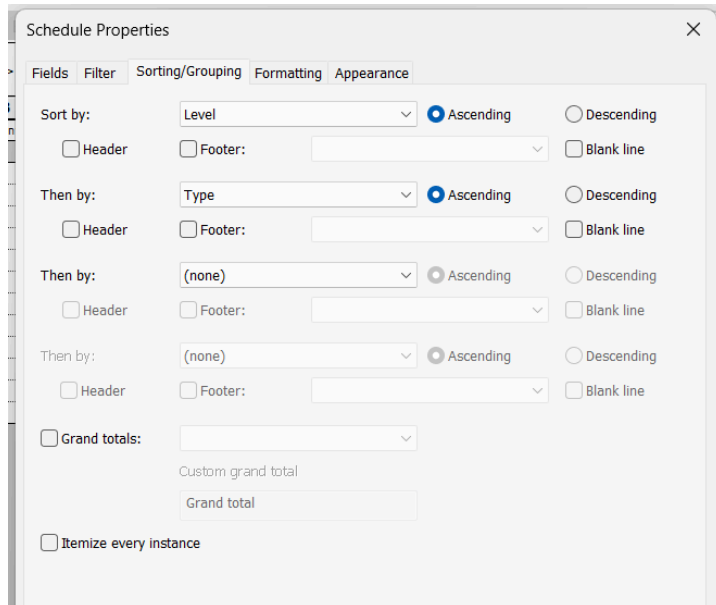 Schedule Properties
Fields Filter Sorting/Grouping Formatting Appearance
Sort by: Level Ascending Descending
Header Footer: Blank line
Then by: Type Ascending Descending
Header Footer: Blank line
Then by: (none) Ascending Descending
Header Footer: Blank line
Then by: (none) Ascending Descending
Header Footer: Blank line
Grand totals:
Custom grand total
Grand total
Itemize every instance